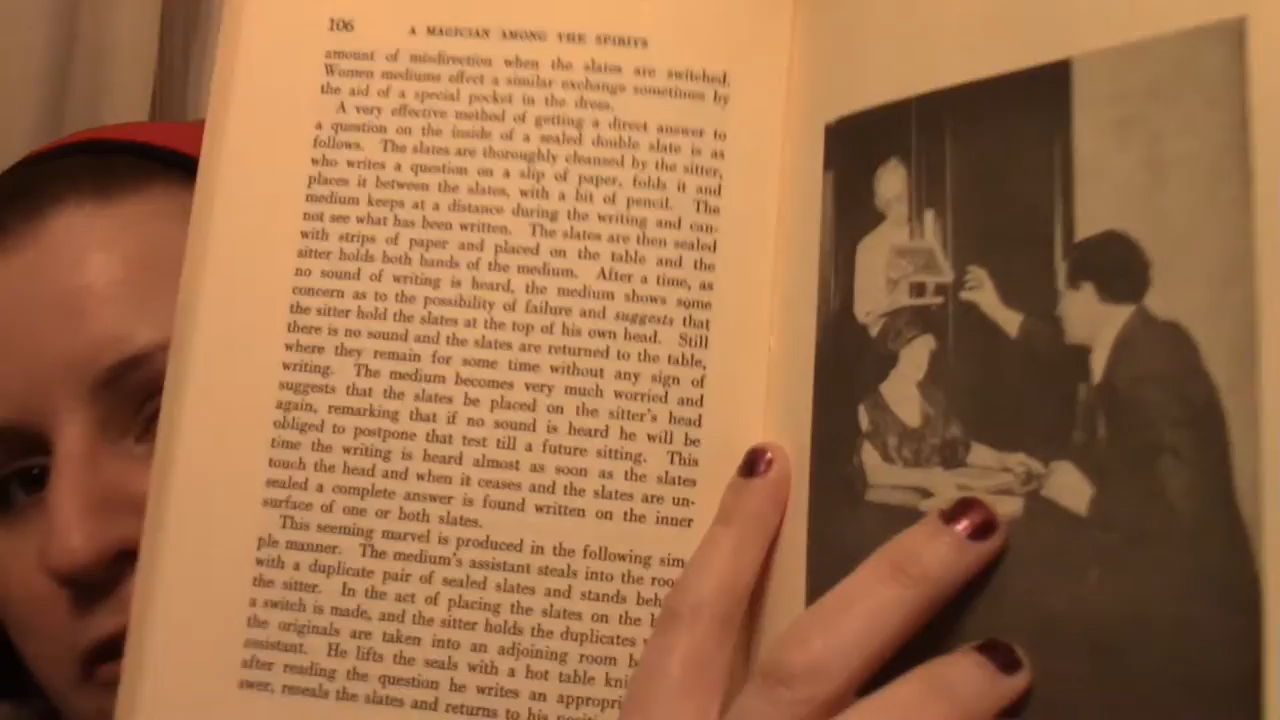 106
A MAGICIAN AMONG THE SPIRITS
amount of misdirection when the slates are switched.
Women mediums effect a similar exchange sometimes by
the aid of a special pocket in the dress.
A very effective method of getting a direct answer to
a question on the inside of a sealed double slate is as
follows. The slates are thoroughly cleansed by the sitter,
who writes a question on a slip of paper, folds it and
places it between the slates, with a bit of pencil. The
medium keeps at a distance during the writing and can-
not see what has been written. The slates are then sealed
with strips of paper and placed on the table and the
sitter holds both hands of the medium. After a time, as
no sound of writing is heard, the medium shows some
concern as to the possibility of failure and suggests that
the sitter hold the slates at the top of his own head. Still
there is no sound and the slates are returned to the table,
where they remain for some time without any sign of
writing. The medium becomes very much worried and
suggests that the slates be placed on the sitter's head
again, remarking that if no sound is heard he will be
obliged to postpone that test till a future sitting. This
time the writing is heard almost as soon as the slates
touch the head and when it ceases and the slates are un-
sealed a complete answer is found written on the inner
surface of one or both slates.
This seeming marvel is produced in the following sim
ple manner. The medium's assistant steals into the roo
with a duplicate pair of sealed slates and stands beh
the sitter. In the act of placing the slates on the
a switch is made, and the sitter holds the duplicates
the originals are taken into an adjoining room b
assistant. He lifts the seals with a hot table kni
after reading the question he writes an appropri
swer, reseals the slates and returns to his positi